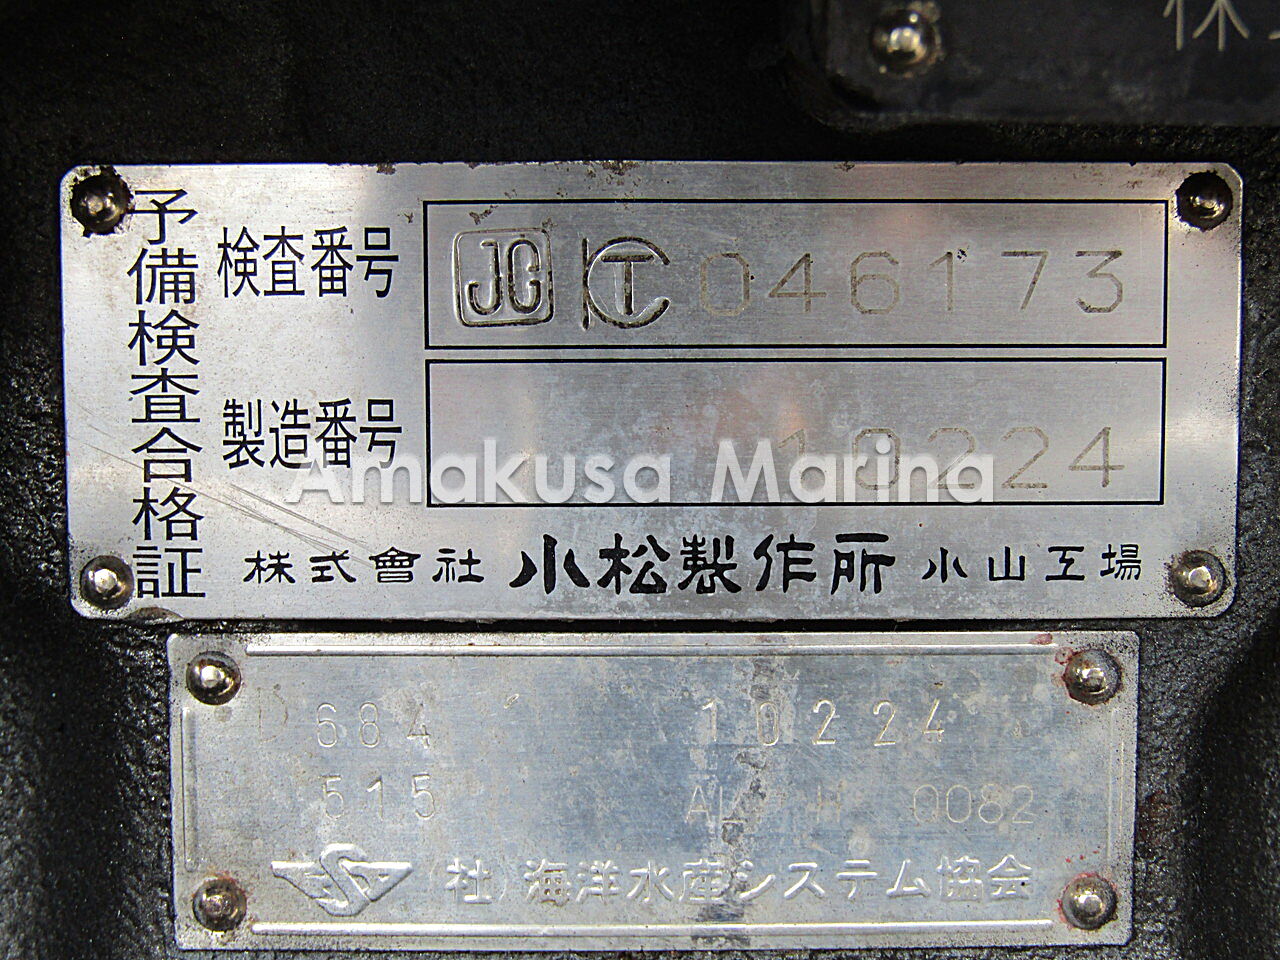 予備検査合格証
検査番号 JG KCT 046173
製造番号 10224
Amakusa Marina
株式會社 小松製作所 小山工場
684 10224
515 0082
(社)海洋水産システム協会